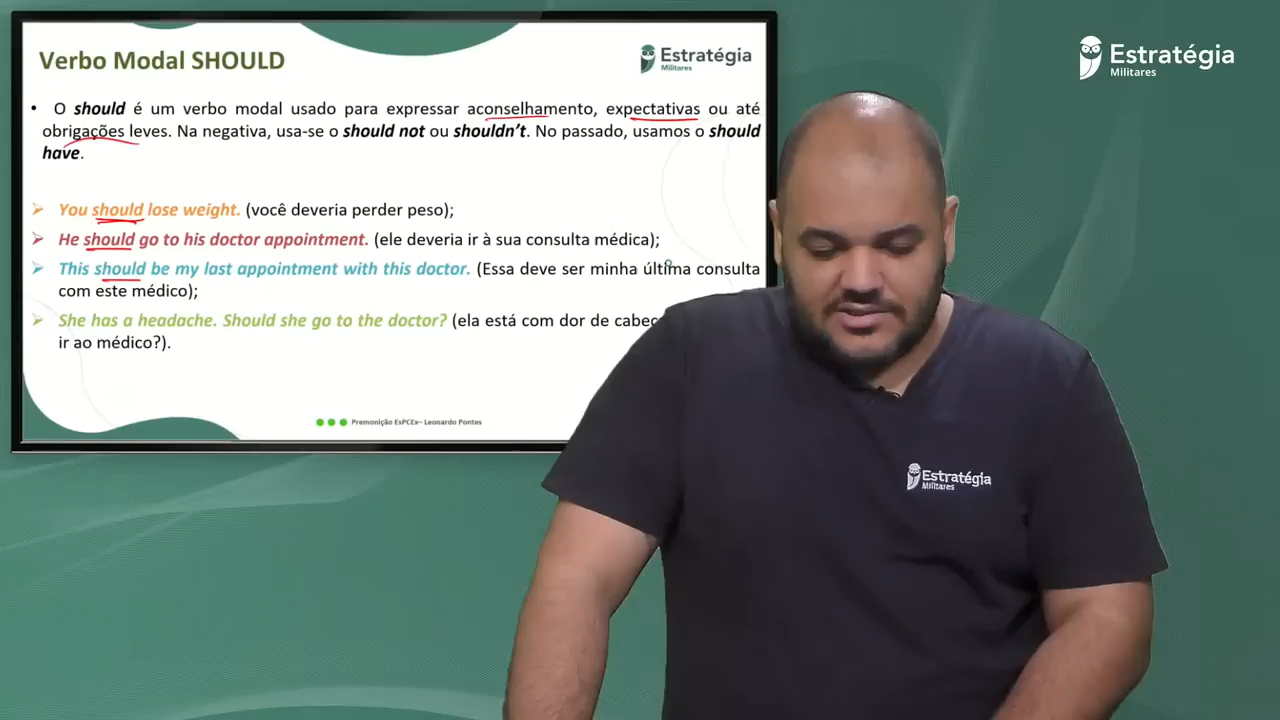 Verbo Modal SHOULD
Estratégia
Militares
• O should é um verbo modal usado para expressar aconselhamento, expectativas ou até
obrigações leves. Na negativa, usa-se o should not ou shouldn't. No passado, usamos o should
have.
You should lose weight. (você deveria perder peso);
He should go to his doctor appointment. (ele deveria ir à sua consulta médica);
This should be my last appointment with this doctor. (Essa deve ser minha última consulta
com este médico);
She has a headache. Should she go to the doctor? (ela está com dor de
ir ao médico?).
Premonição EsPCEx– Leonardo Pontes
Estratégia
Militares
Estratégia
Militares